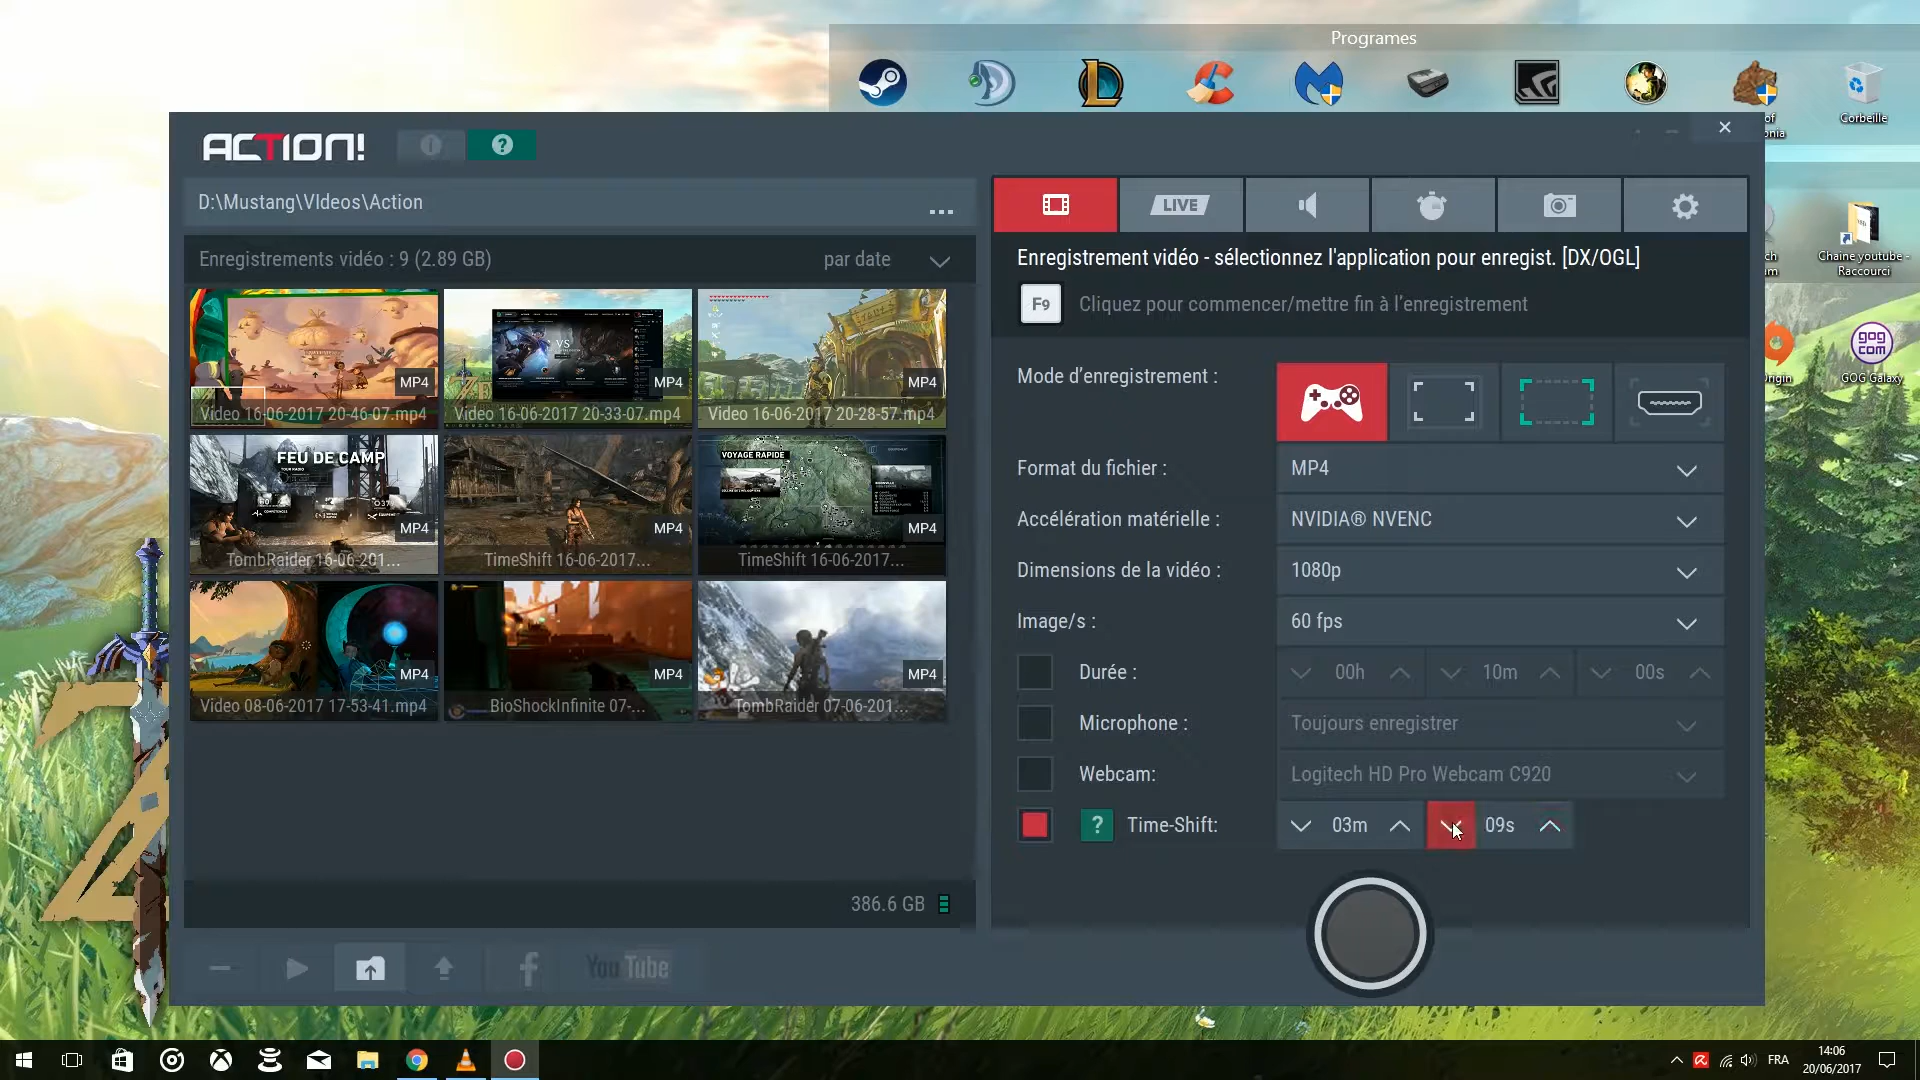 Programes
Corbeille
of
onia
ACTION!
D:\Mustang\VIdeos\Action
...
LIVE
Enregistrements vidéo : 9 (2.89 GB)
par date
Enregistrement vidéo - sélectionnez l'application pour enregist. [DX/OGL]
F9
Cliquez pour commencer/mettre fin à l'enregistrement
MP4
Video 16-06-2017 20-46-07.mp4
VS
MP4
Video 16-06-2017 20-33-07.mp4
MP4
Video 16-06-2017 20-28-57.mp4
FEU DE CAMP
MP4
TombRaider 16-06-201...
MP4
TimeShift 16-06-2017...
VOYAGE RAPIDE
MP4
TimeShift 16-06-2017...
MP4
Video 08-06-2017 17-53-41.mp4
MP4
BioShockInfinite 07-...
MP4
TombRaider 07-06-201...
Mode d'enregistrement :
Format du fichier :
MP4
Accélération matérielle :
NVIDIA® NVENC
Dimensions de la vidéo :
1080p
Image/s :
60 fps
Durée :
00h
10m
00s
Microphone :
Toujours enregistrer
Webcam:
Logitech HD Pro Webcam C920
?
Time-Shift:
03m
09s
386.6 GB
YouTube
Chaine youtube -
Raccourci
gog
com
Origin
GOG Galaxy
FRA
14:06
20/06/2017